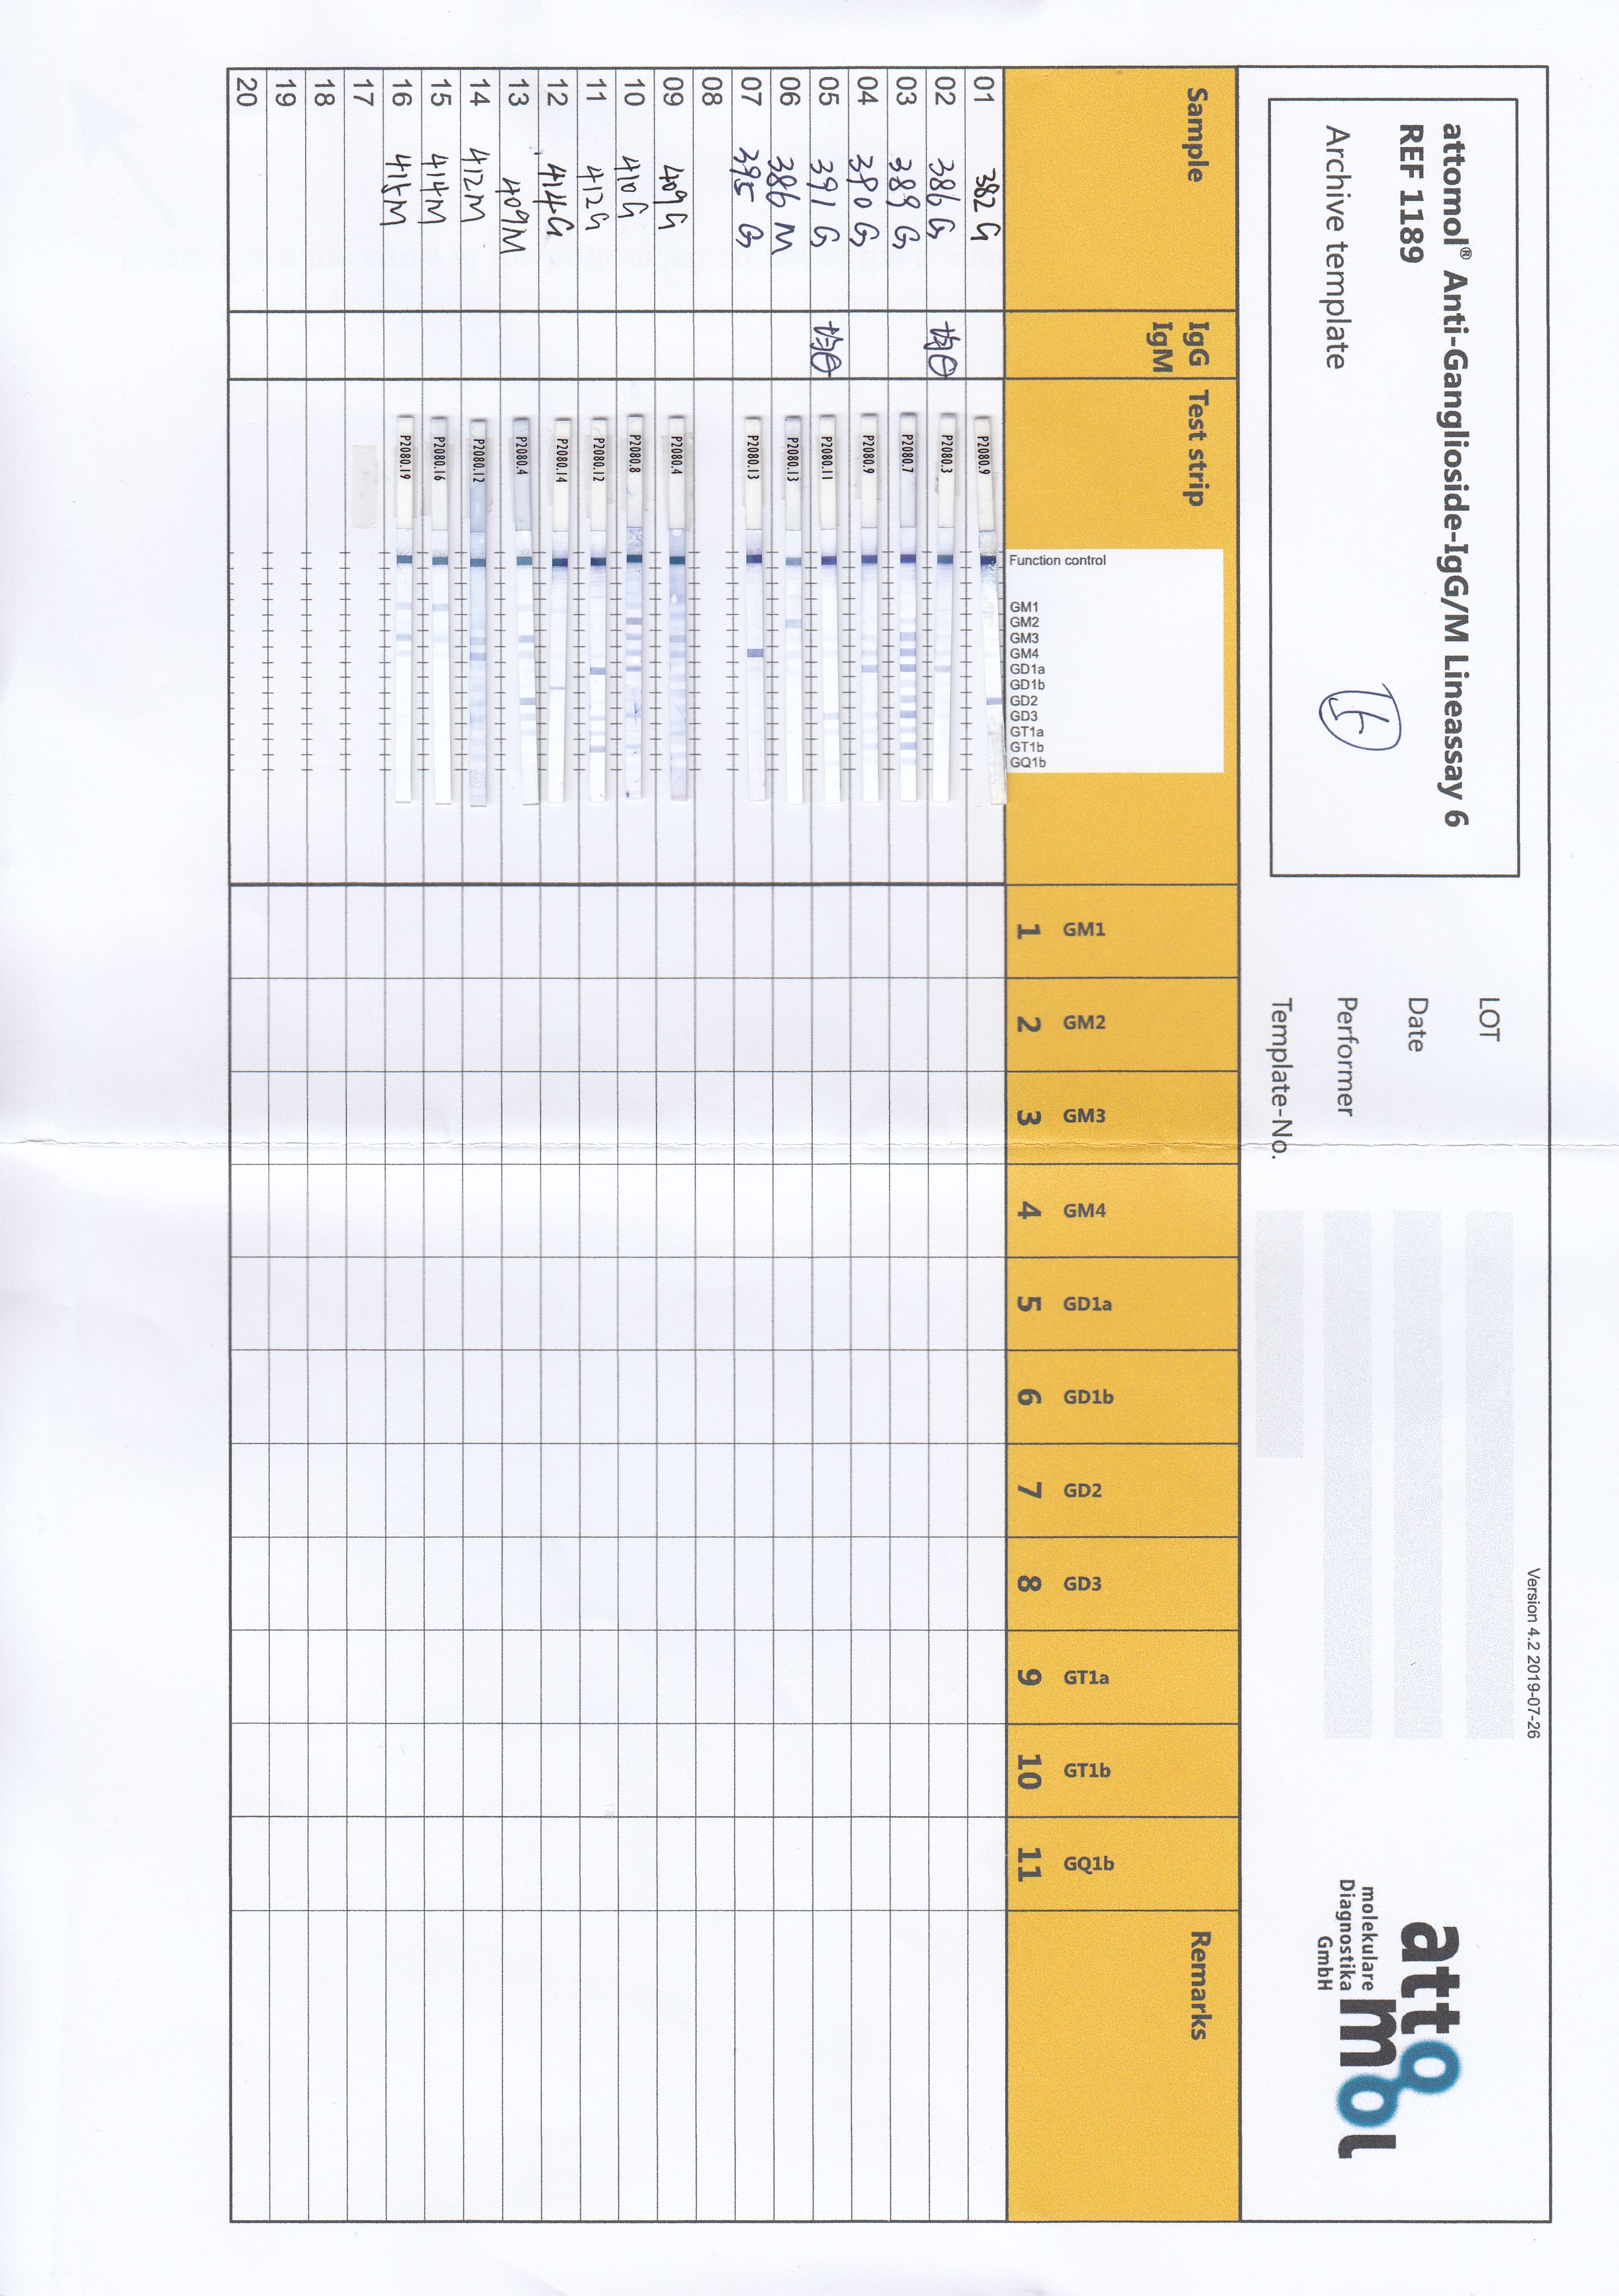 Version 4.2 2019-07-26
attomol® Anti-Ganglioside-IgG/M Lineassay 6
REF 1189
Archive template
LOT
Date
Performer
Template-No.
atto
mol
molekulare
Diagnostika
GmbH
Sample
IgG
IgM
Test strip
Function control
GM1
GM2
GM3
GM4
GD1a
GD1b
GD2
GD3
GT1a
GT1b
GQ1b
GM1 GM2 GM3 GM4 GD1a GD1b GD2 GD3 GT1a GT1b GQ1b
1 2 3 4 5 6 7 8 9 10 11
Remarks
01 382 G P2080.9
02 386 G 均⊖ P2080.3
03 389 G P2080.7
04 390 G P2080.9
05 391 G 均⊖ P2080.11
06 386 M P2080.13
07 395 G P2080.13
08
09 409 G P2080.4
10 410 G P2080.8
11 412 G P2080.12
12 414 G P2080.14
13 409M P2080.4
14 412M P2080.12
15 414M P2080.16
16 415M P2080.19
17
18
19
20